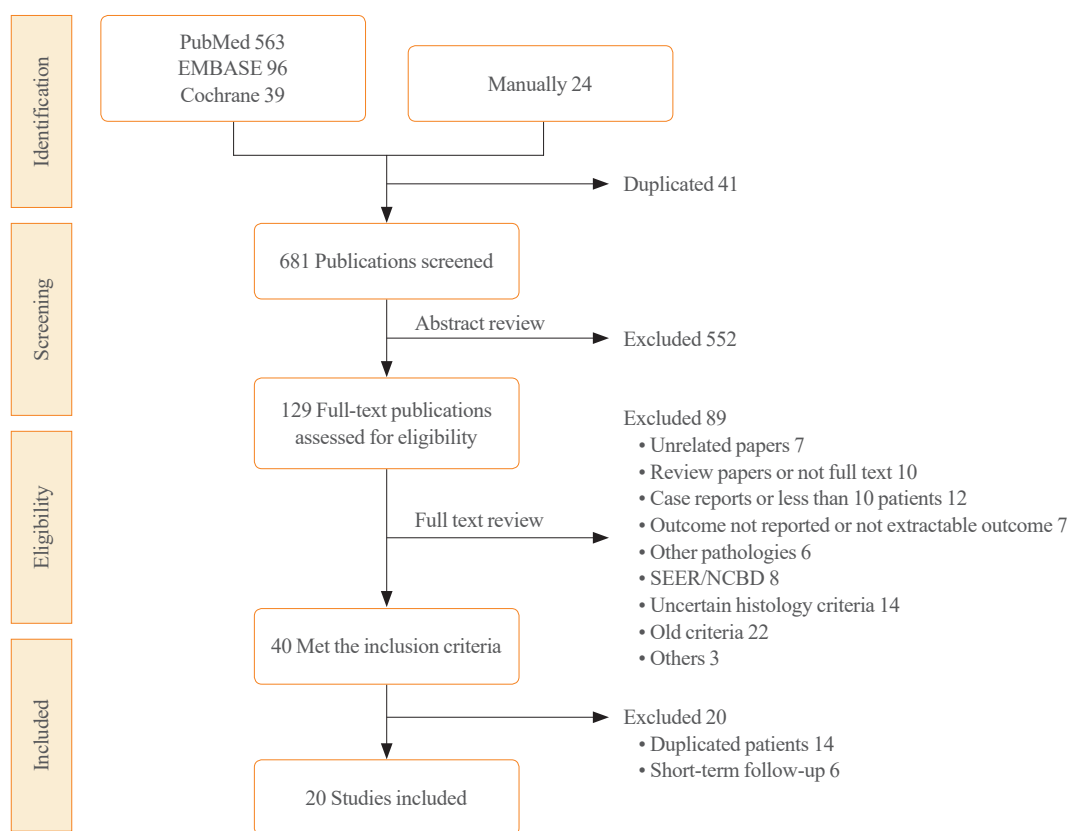 Identification
PubMed 563
EMBASE 96
Cochrane 39
Manually 24
Duplicated 41
Screening
681 Publications screened
Abstract review
Excluded 552
Eligibility
129 Full-text publications
assessed for eligibility
Full text review
Excluded 89
• Unrelated papers 7
• Review papers or not full text 10
• Case reports or less than 10 patients 12
• Outcome not reported or not extractable outcome 7
• Other pathologies 6
• SEER/NCBD 8
• Uncertain histology criteria 14
• Old criteria 22
• Others 3
40 Met the inclusion criteria
Included
Excluded 20
• Duplicated patients 14
• Short-term follow-up 6
20 Studies included